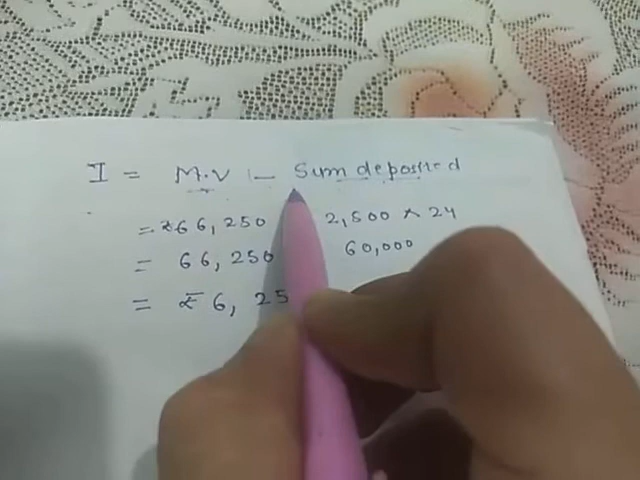 I = M.V - Sum deposited
= ₹66,250 2,500 × 24
= 66,250 60,000
= ₹ 6, 25